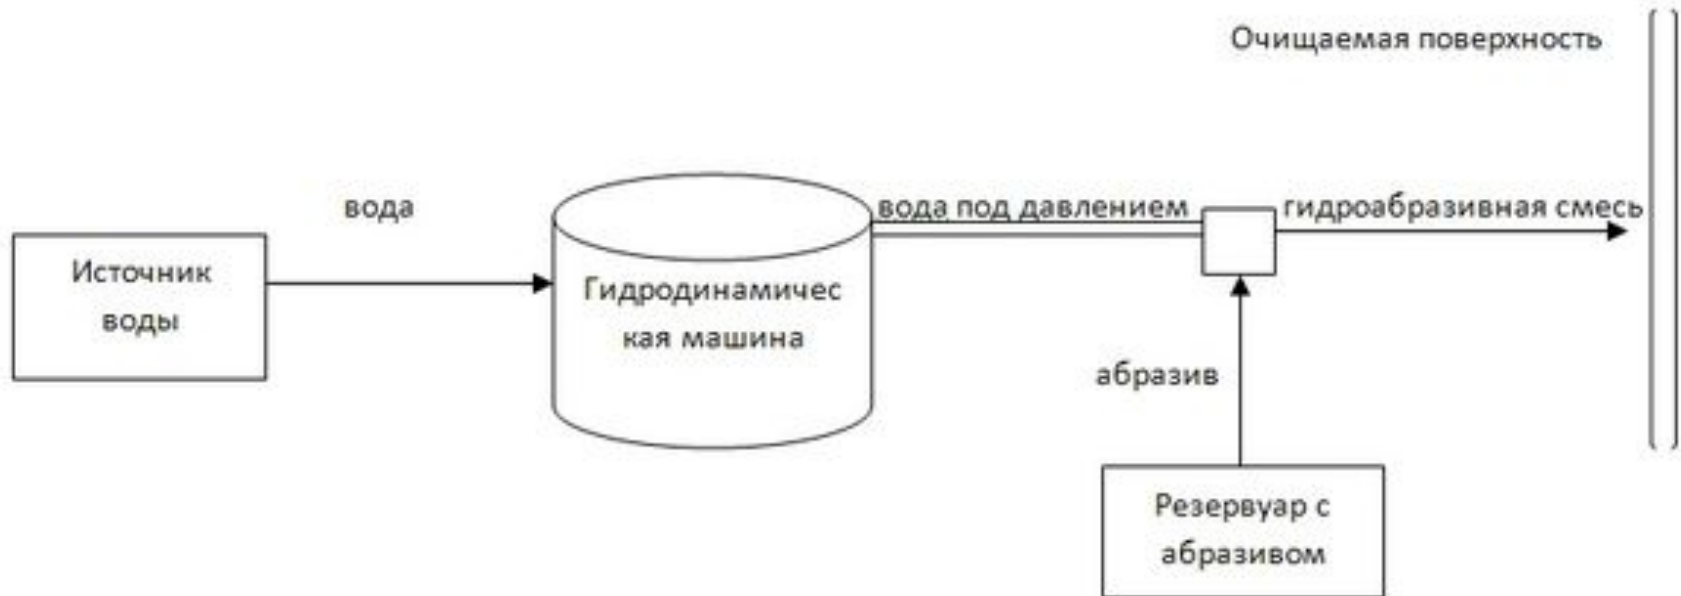 Очищаемая поверхность
вода
вода под давлением
гидроабразивная смесь
Источник
воды
Гидродинамичес
кая машина
абразив
Резервуар с
абразивом